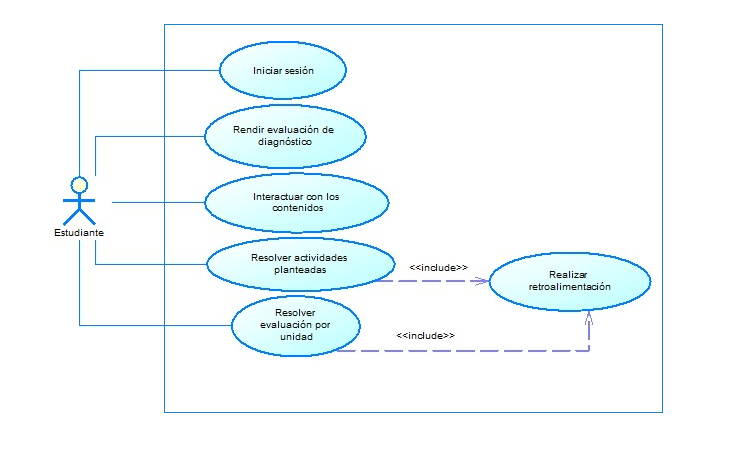 Iniciar sesión
Rendir evaluación de
diagnóstico
Interactuar con los
contenidos
Estudiante
Resolver actividades
planteadas
<<include>>
Realizar
retroalimentación
Resolver
evaluación por
unidad
<<include>>